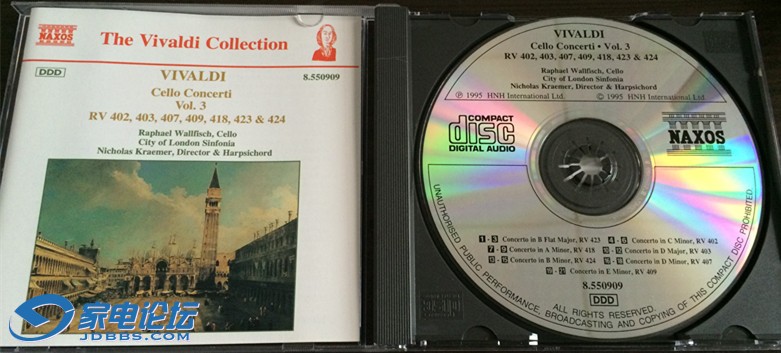 NAXOS
The Vivaldi Collection
DDD
8.550909
VIVALDI
Cello Concerti
Vol. 3
RV 402, 403, 407, 409, 418, 423 & 424
Raphael Wallfisch, Cello
City of London Sinfonia
Nicholas Kraemer, Director & Harpsichord
家电论坛
JDBBS.COM
VIVALDI
Cello Concerti • Vol. 3
RV 402, 403, 407, 409, 418, 423 & 424
Raphael Wallfisch, Cello
City of London Sinfonia
Nicholas Kraemer, Director & Harpsichord
℗ 1995 HNH International Ltd. © 1995 HNH International Ltd.
COMPACT
disc
DIGITAL AUDIO
NAXOS
1 - 3 Concerto in B Flat Major, RV 423 4 - 6 Concerto in C Minor, RV 402
7 - 9 Concerto in A Minor, RV 418 Concerto in D Major, RV 403
Concerto in B Minor, RV 424 Concerto in D Minor, RV 407
Concerto in E Minor, RV 409
8.550909
DDD
ALL RIGHTS RESERVED.
UNAUTHORISED PUBLIC PERFORMANCE, BROADCASTING AND COPYING OF THIS COMPACT DISC PROHIBITED